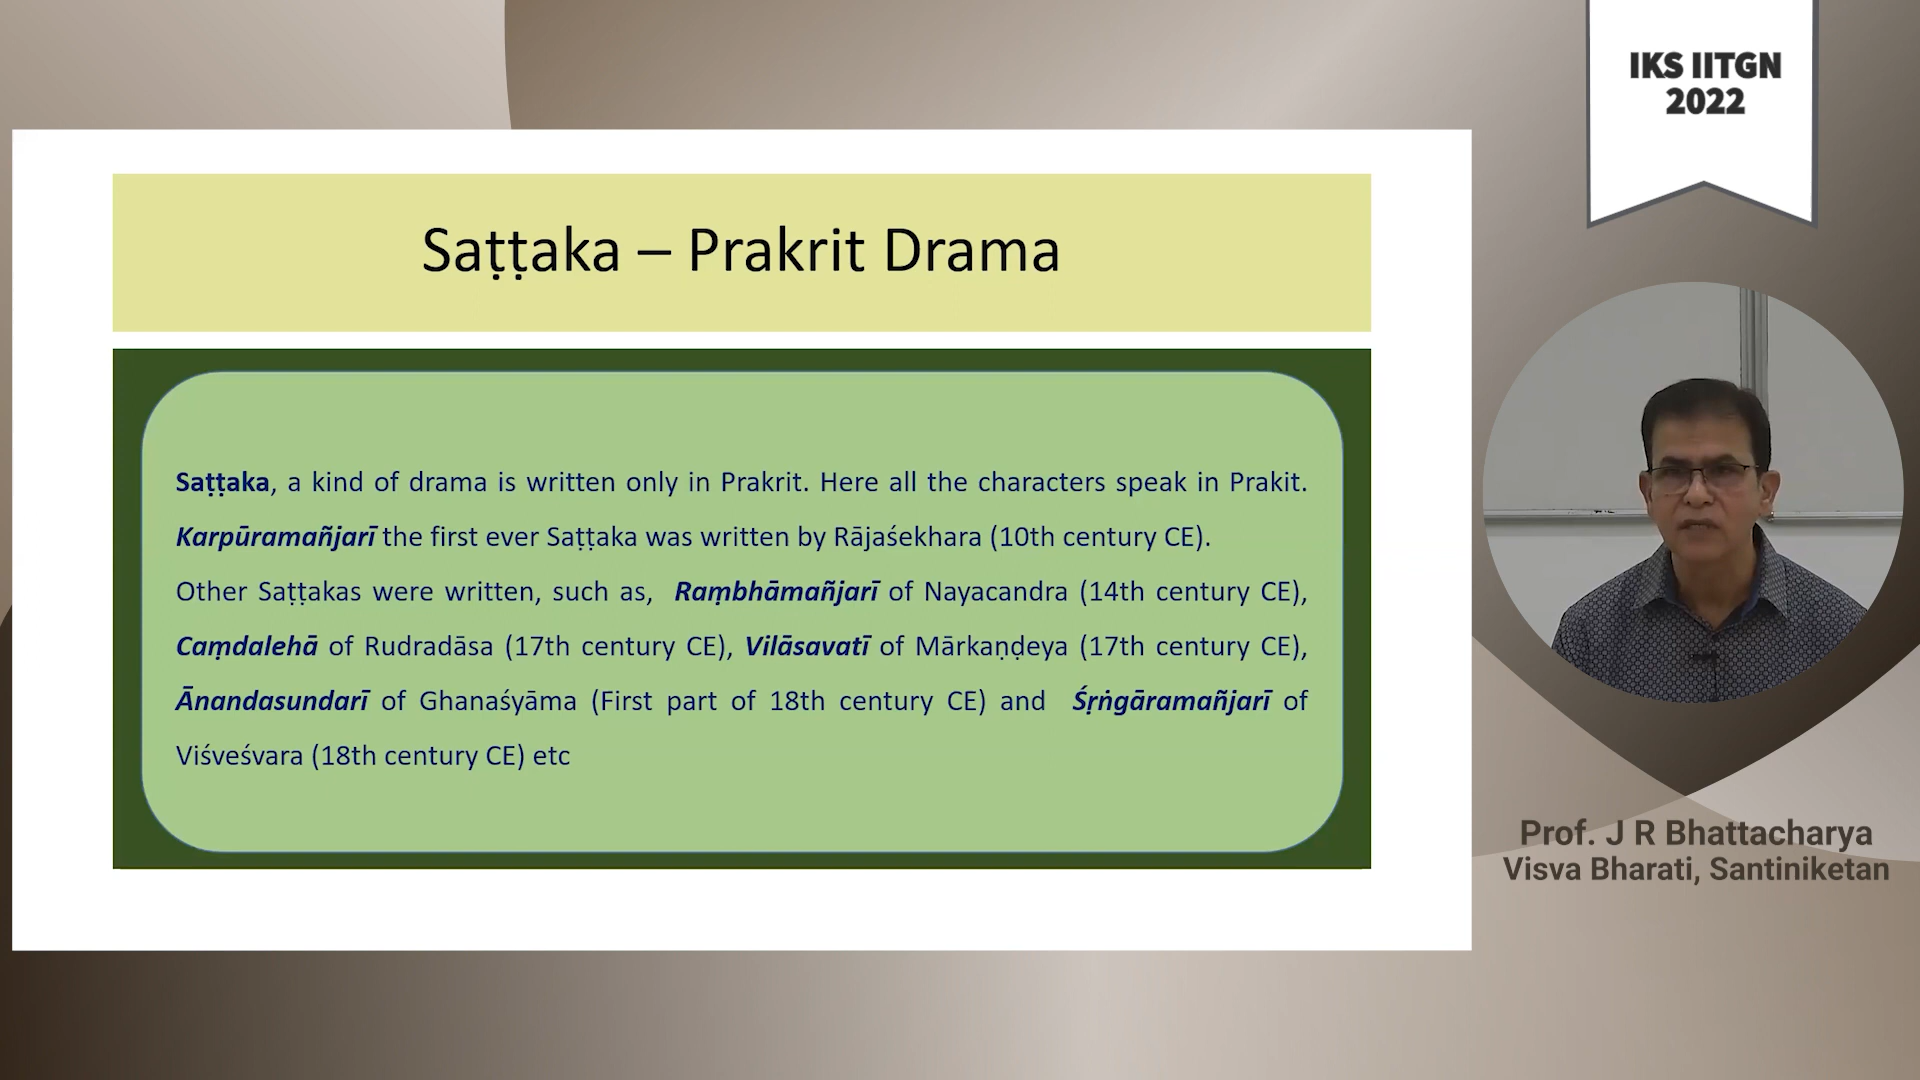 IKS IITGN
2022
Saṭṭaka – Prakrit Drama
Saṭṭaka, a kind of drama is written only in Prakrit. Here all the characters speak in Prakit.
Karpūramañjarī the first ever Saṭṭaka was written by Rājaśekhara (10th century CE).
Other Saṭṭakas were written, such as, Raṃbhāmañjarī of Nayacandra (14th century CE),
Caṃdalehā of Rudradāsa (17th century CE), Vilāsavatī of Mārkaṇḍeya (17th century CE),
Ānandasundarī of Ghanaśyāma (First part of 18th century CE) and Śṛṅgāramañjarī of
Viśveśvara (18th century CE) etc
Prof. J R Bhattacharya
Visva Bharati, Santiniketan